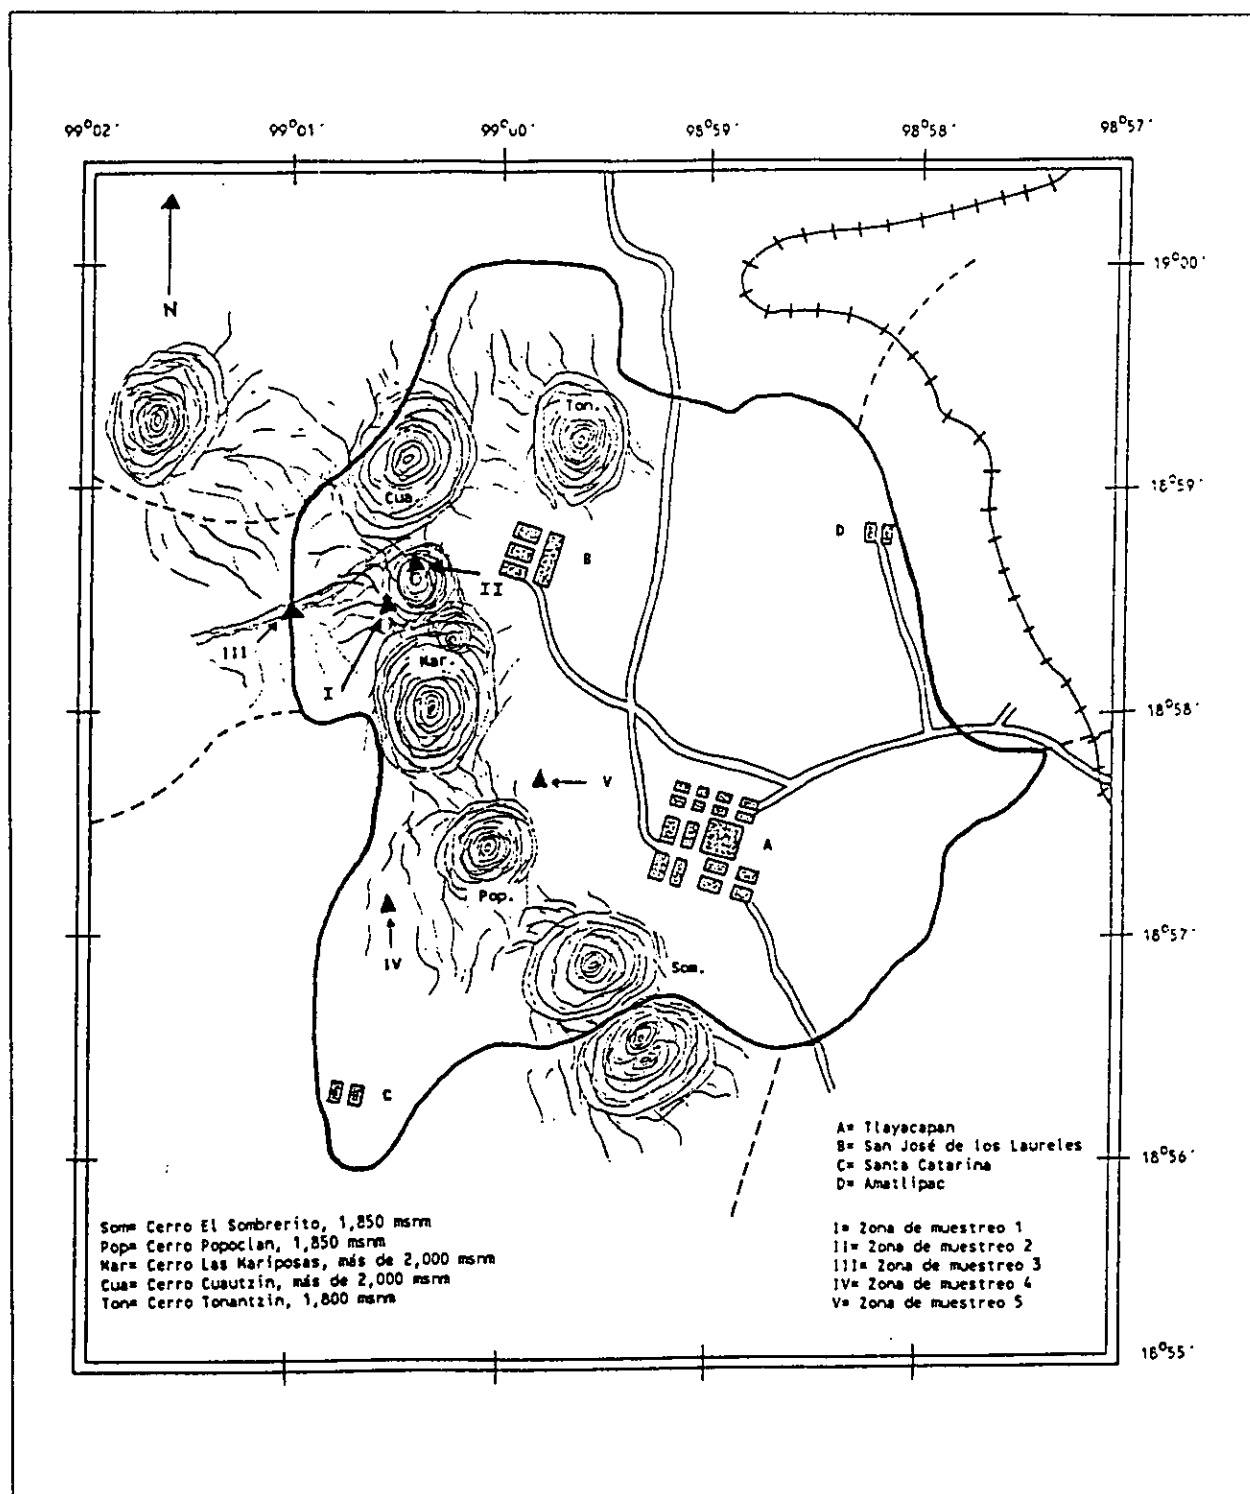 99°02' 99°01' 99°00' 98°59' 98°58' 98°57'
N
19°00'
Ton.
Cua.
18°59'
D
B
II
III
Mar.
I
18°58'
V
A
Pop.
IV
18°57'
Som.
C
A= Tlayacapan
B= San José de los Laureles
C= Santa Catarina
D= Amatlipac
18°56'
Som= Cerro El Sombrerito, 1,850 msnm
Pop= Cerro Popoclan, 1,850 msnm
Mar= Cerro Las Mariposas, más de 2,000 msnm
Cua= Cerro Cuautzin, más de 2,000 msnm
Ton= Cerro Tonantzin, 1,800 msnm
I= Zona de muestreo 1
II= Zona de muestreo 2
III= Zona de muestreo 3
IV= Zona de muestreo 4
V= Zona de muestreo 5
18°55'